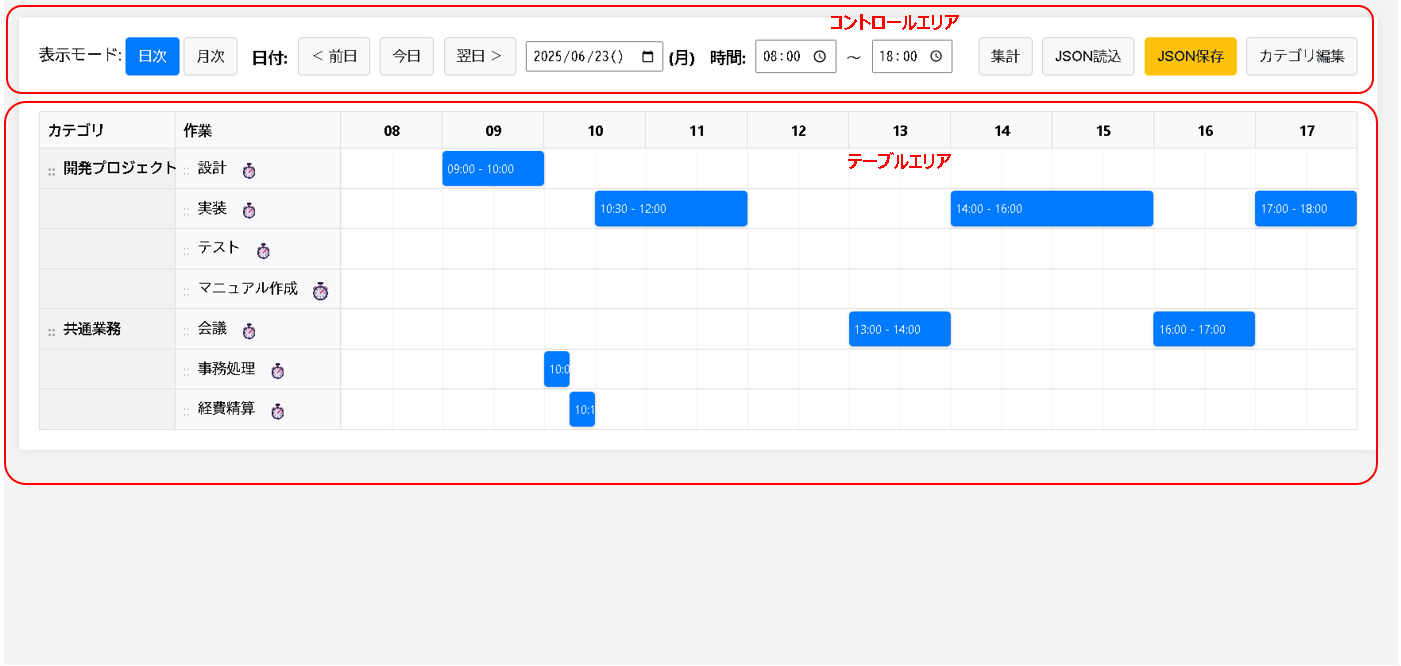 コントロールエリア
表示モード: 日次 月次 日付: < 前日 今日 翌日 > 2025/06/23() (月) 時間: 08:00 ～ 18:00 集計 JSON読込 JSON保存 カテゴリ編集
カテゴリ 作業 08 09 10 11 12 13 14 15 16 17
テーブルエリア
開発プロジェクト 設計 09:00 - 10:00
実装 10:30 - 12:00 14:00 - 16:00 17:00 - 18:00
テスト
マニュアル作成
共通業務 会議 13:00 - 14:00 16:00 - 17:00
事務処理 10:0
経費精算 10:1